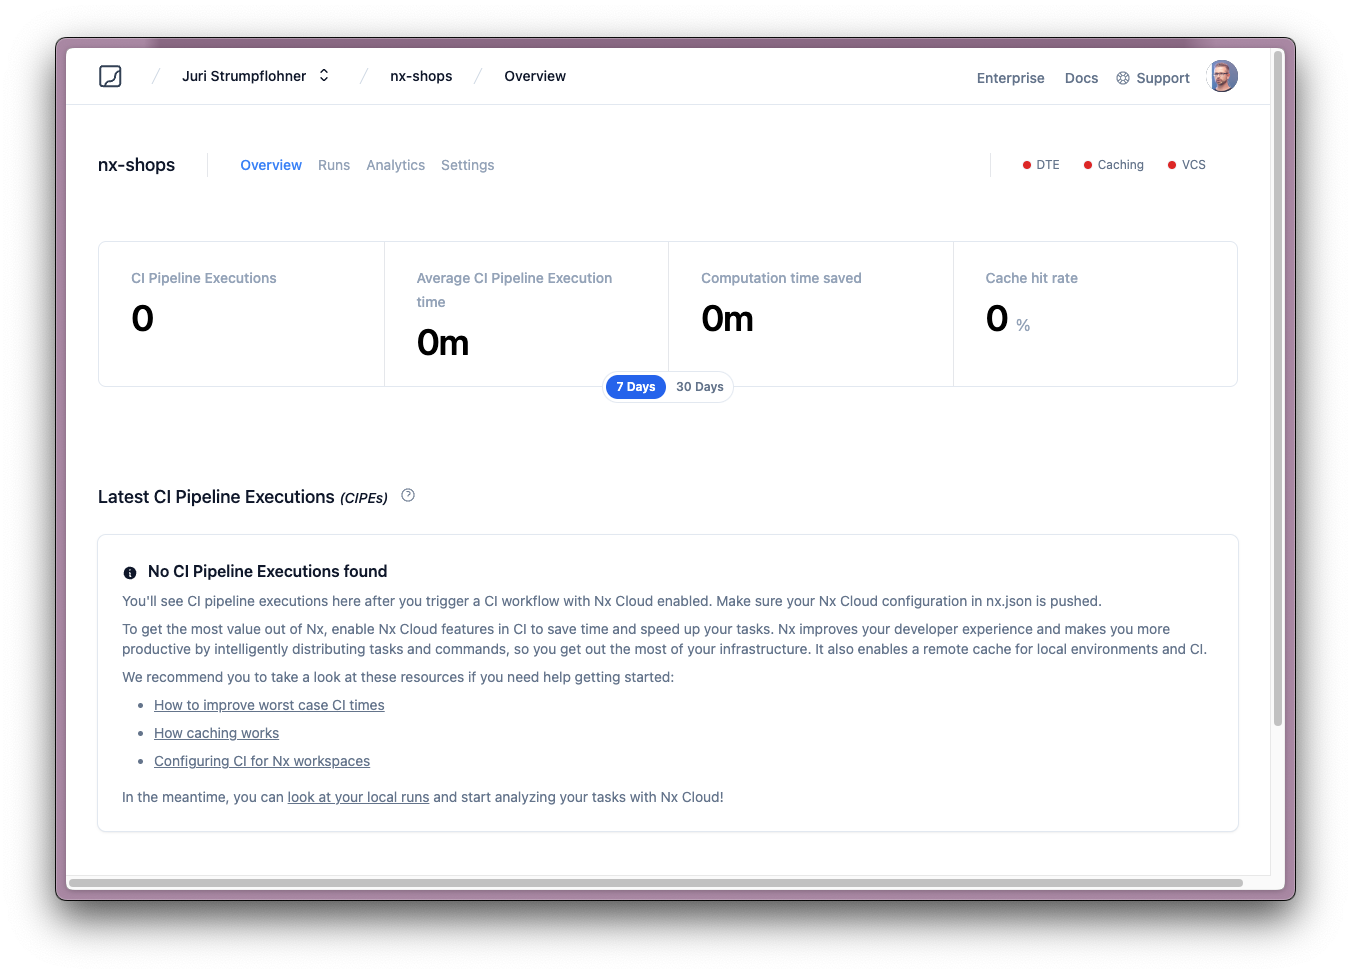 Juri Strumpflohner
nx-shops
Overview
Enterprise
Docs
Support
nx-shops
Overview
Runs
Analytics
Settings
DTE
Caching
VCS
CI Pipeline Executions
0
Average CI Pipeline Execution
time
0m
Computation time saved
0m
Cache hit rate
0 %
7 Days
30 Days
Latest CI Pipeline Executions (CIPEs)
No CI Pipeline Executions found
You'll see CI pipeline executions here after you trigger a CI workflow with Nx Cloud enabled. Make sure your Nx Cloud configuration in nx.json is pushed.
To get the most value out of Nx, enable Nx Cloud features in CI to save time and speed up your tasks. Nx improves your developer experience and makes you more
productive by intelligently distributing tasks and commands, so you get out the most of your infrastructure. It also enables a remote cache for local environments and CI.
We recommend you to take a look at these resources if you need help getting started:
• How to improve worst case CI times
• How caching works
• Configuring CI for Nx workspaces
In the meantime, you can look at your local runs and start analyzing your tasks with Nx Cloud!